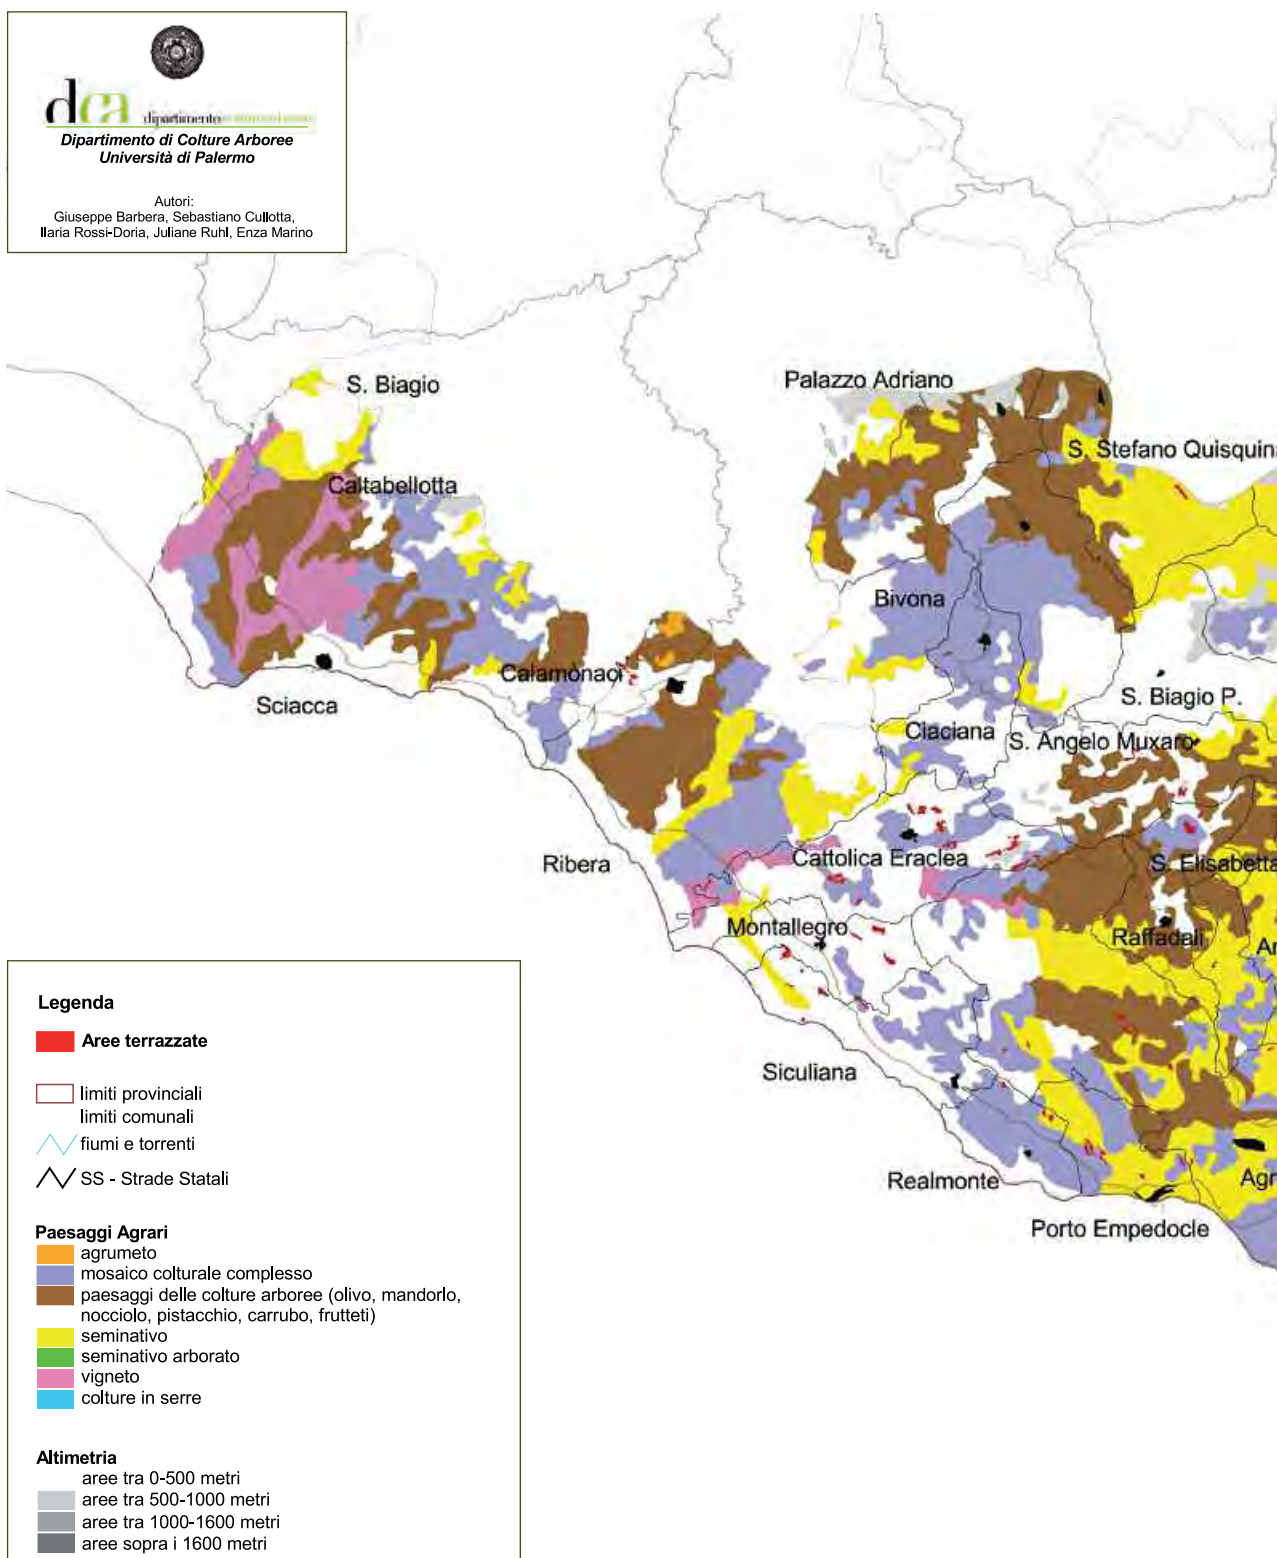 dca dipartimento
Dipartimento di Colture Arboree
Università di Palermo
Autori:
Giuseppe Barbera, Sebastiano Cullotta,
Ilaria Rossi-Doria, Juliane Ruhl, Enza Marino
S. Biagio
Palazzo Adriano
S. Stefano Quisquina
Caltabellotta
Bivona
Calamonaci
S. Biagio P.
Sciacca
Ciaciana
S. Angelo Muxaro
Ribera
Cattolica Eraclea
S. Elisabetta
Montallegro
Raffadali
Ar
Siculiana
Realmonte
Agr
Porto Empedocle
Legenda
Aree terrazzate
limiti provinciali
limiti comunali
fiumi e torrenti
SS - Strade Statali
Paesaggi Agrari
agrumeto
mosaico colturale complesso
paesaggi delle colture arboree (olivo, mandorlo,
nocciolo, pistacchio, carrubo, frutteti)
seminativo
seminativo arborato
vigneto
colture in serre
Altimetria
aree tra 0-500 metri
aree tra 500-1000 metri
aree tra 1000-1600 metri
aree sopra i 1600 metri